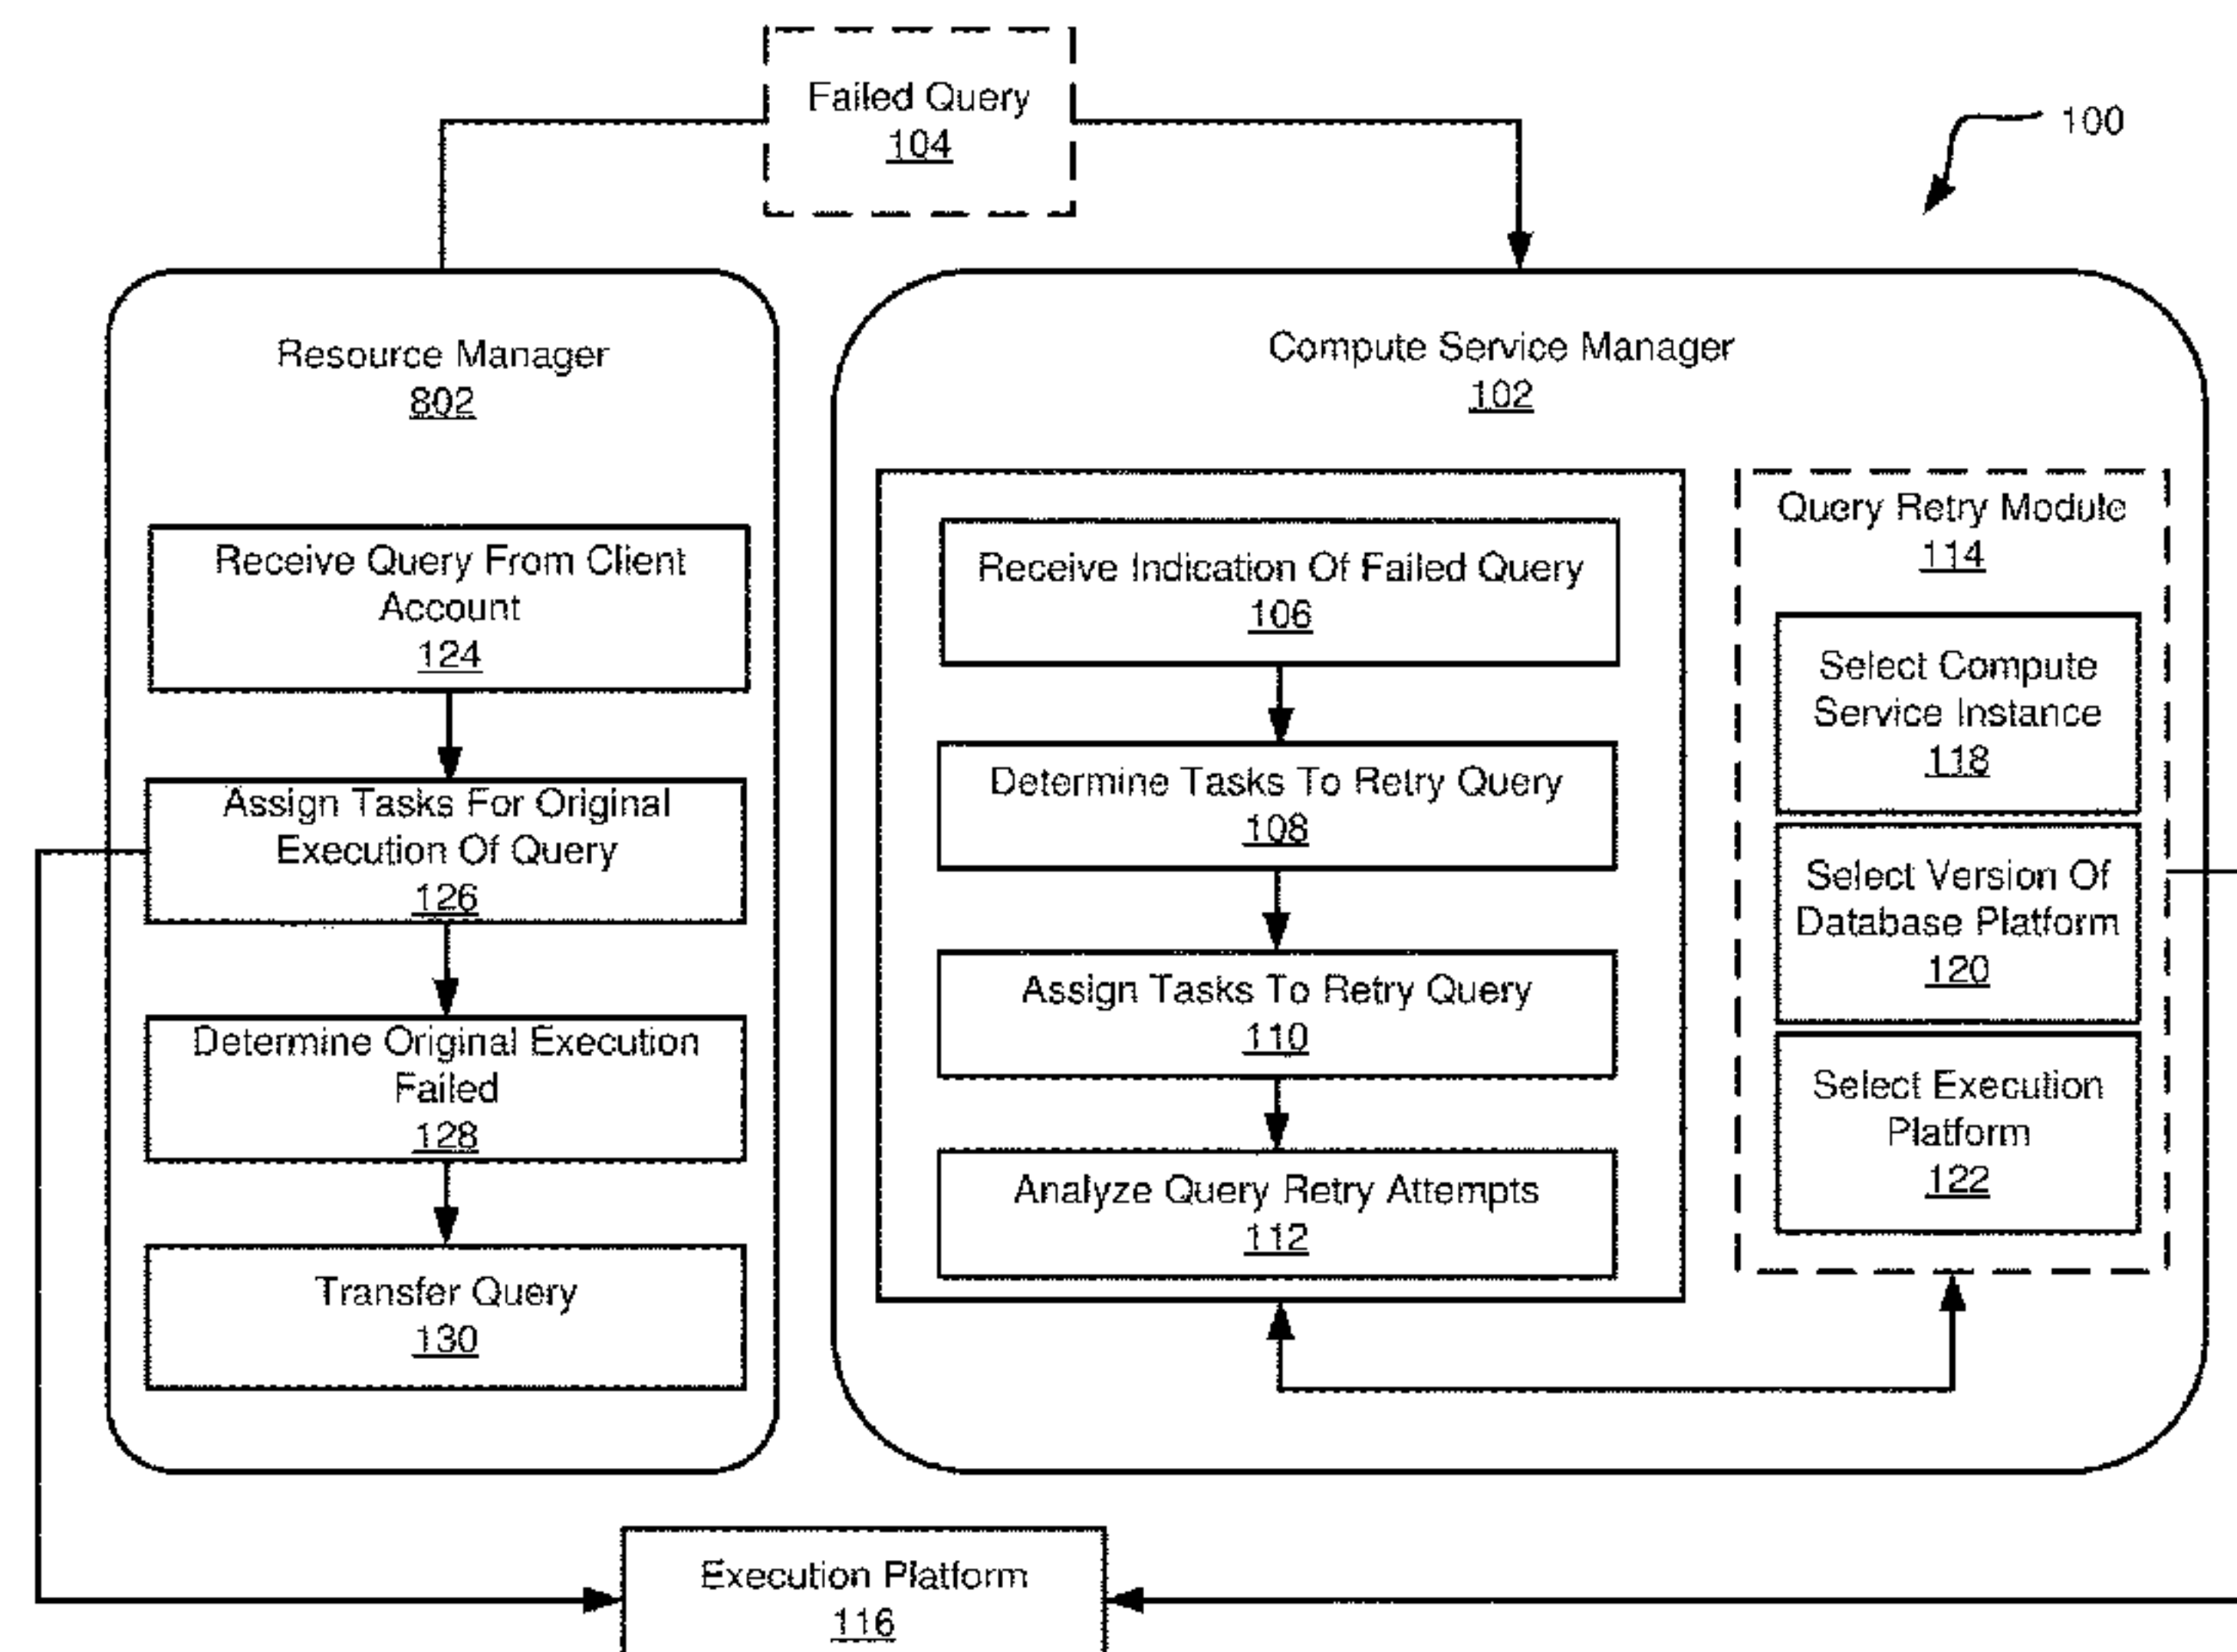 Failed Query
104
100
Resource Manager
802
Receive Query From Client
Account
124
Assign Tasks For Original
Execution Of Query
126
Determine Original Execution
Failed
128
Transfer Query
130
Compute Service Manager
102
Receive Indication Of Failed Query
106
Determine Tasks To Retry Query
108
Assign Tasks To Retry Query
110
Analyze Query Retry Attempts
112
Query Retry Module
114
Select Compute
Service Instance
118
Select Version Of
Database Platform
120
Select Execution
Platform
122
Execution Platform
116